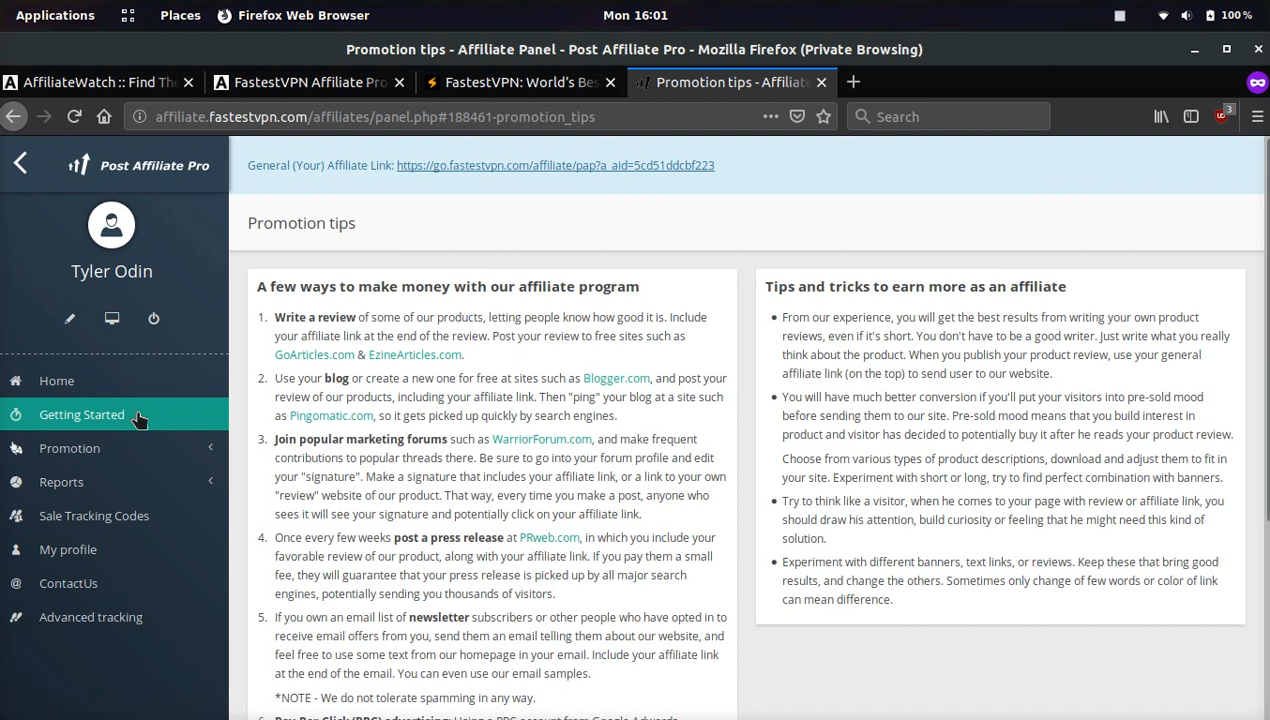 Applications Places Firefox Web Browser Mon 16:01 100 %
Promotion tips - Affiliate Panel - Post Affiliate Pro - Mozilla Firefox (Private Browsing)
AffiliateWatch :: Find The
FastestVPN Affiliate Pro
FastestVPN: World's Bes
Promotion tips - Affiliate
affiliate.fastestvpn.com/affiliates/panel.php#188461-promotion_tips
Search
3
Post Affiliate Pro
Tyler Odin
Home
Getting Started
Promotion
Reports
Sale Tracking Codes
My profile
ContactUs
Advanced tracking
General (Your) Affiliate Link: https://go.fastestvpn.com/affiliate/pap?a_aid=5cd51ddcbf223
Promotion tips
A few ways to make money with our affiliate program
1. Write a review of some of our products, letting people know how good it is. Include
your affiliate link at the end of the review. Post your review to free sites such as
GoArticles.com & EzineArticles.com.
2. Use your blog or create a new one for free at sites such as Blogger.com, and post your
review of our products, including your affiliate link. Then "ping" your blog at a site such
as Pingomatic.com, so it gets picked up quickly by search engines.
3. Join popular marketing forums such as WarriorForum.com, and make frequent
contributions to popular threads there. Be sure to go into your forum profile and edit
your "signature". Make a signature that includes your affiliate link, or a link to your own
"review" website of our product. That way, every time you make a post, anyone who
sees it will see your signature and potentially click on your affiliate link.
4. Once every few weeks post a press release at PRweb.com, in which you include your
favorable review of our product, along with your affiliate link. If you pay them a small
fee, they will guarantee that your press release is picked up by all major search
engines, potentially sending you thousands of visitors.
5. If you own an email list of newsletter subscribers or other people who have opted in to
receive email offers from you, send them an email telling them about our website, and
feel free to use some text from our homepage in your email. Include your affiliate link
at the end of the email. You can even use our email samples.
*NOTE - We do not tolerate spamming in any way.
6. Pay-Per-Click (PPC) advertising: Using a PPC account from Google Adwords
Tips and tricks to earn more as an affiliate
From our experience, you will get the best results from writing your own product
reviews, even if it's short. You don't have to be a good writer. Just write what you really
think about the product. When you publish your product review, use your general
affiliate link (on the top) to send user to our website.
You will have much better conversion if you'll put your visitors into pre-sold mood
before sending them to our site. Pre-sold mood means that you build interest in
product and visitor has decided to potentially buy it after he reads your product review.
Choose from various types of product descriptions, download and adjust them to fit in
your site. Experiment with short or long, try to find perfect combination with banners.
Try to think like a visitor, when he comes to your page with review or affiliate link, you
should draw his attention, build curiosity or feeling that he might need this kind of
solution.
Experiment with different banners, text links, or reviews. Keep these that bring good
results, and change the others. Sometimes only change of few words or color of link
can mean difference.